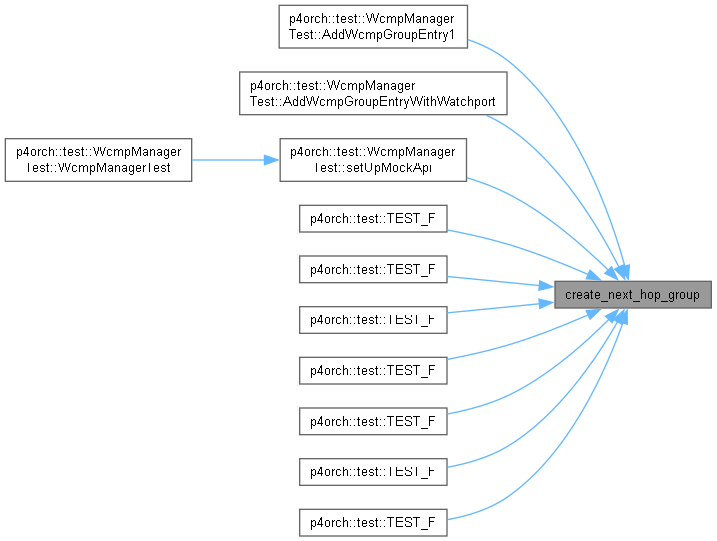 p4orch::test::WcmpManager
Test::AddWcmpGroupEntry1
p4orch::test::WcmpManager
Test::AddWcmpGroupEntryWithWatchport
p4orch::test::WcmpManager
Test::WcmpManagerTest
p4orch::test::WcmpManager
Test::setUpMockApi
p4orch::test::TEST_F
p4orch::test::TEST_F
create_next_hop_group
p4orch::test::TEST_F
p4orch::test::TEST_F
p4orch::test::TEST_F
p4orch::test::TEST_F
p4orch::test::TEST_F